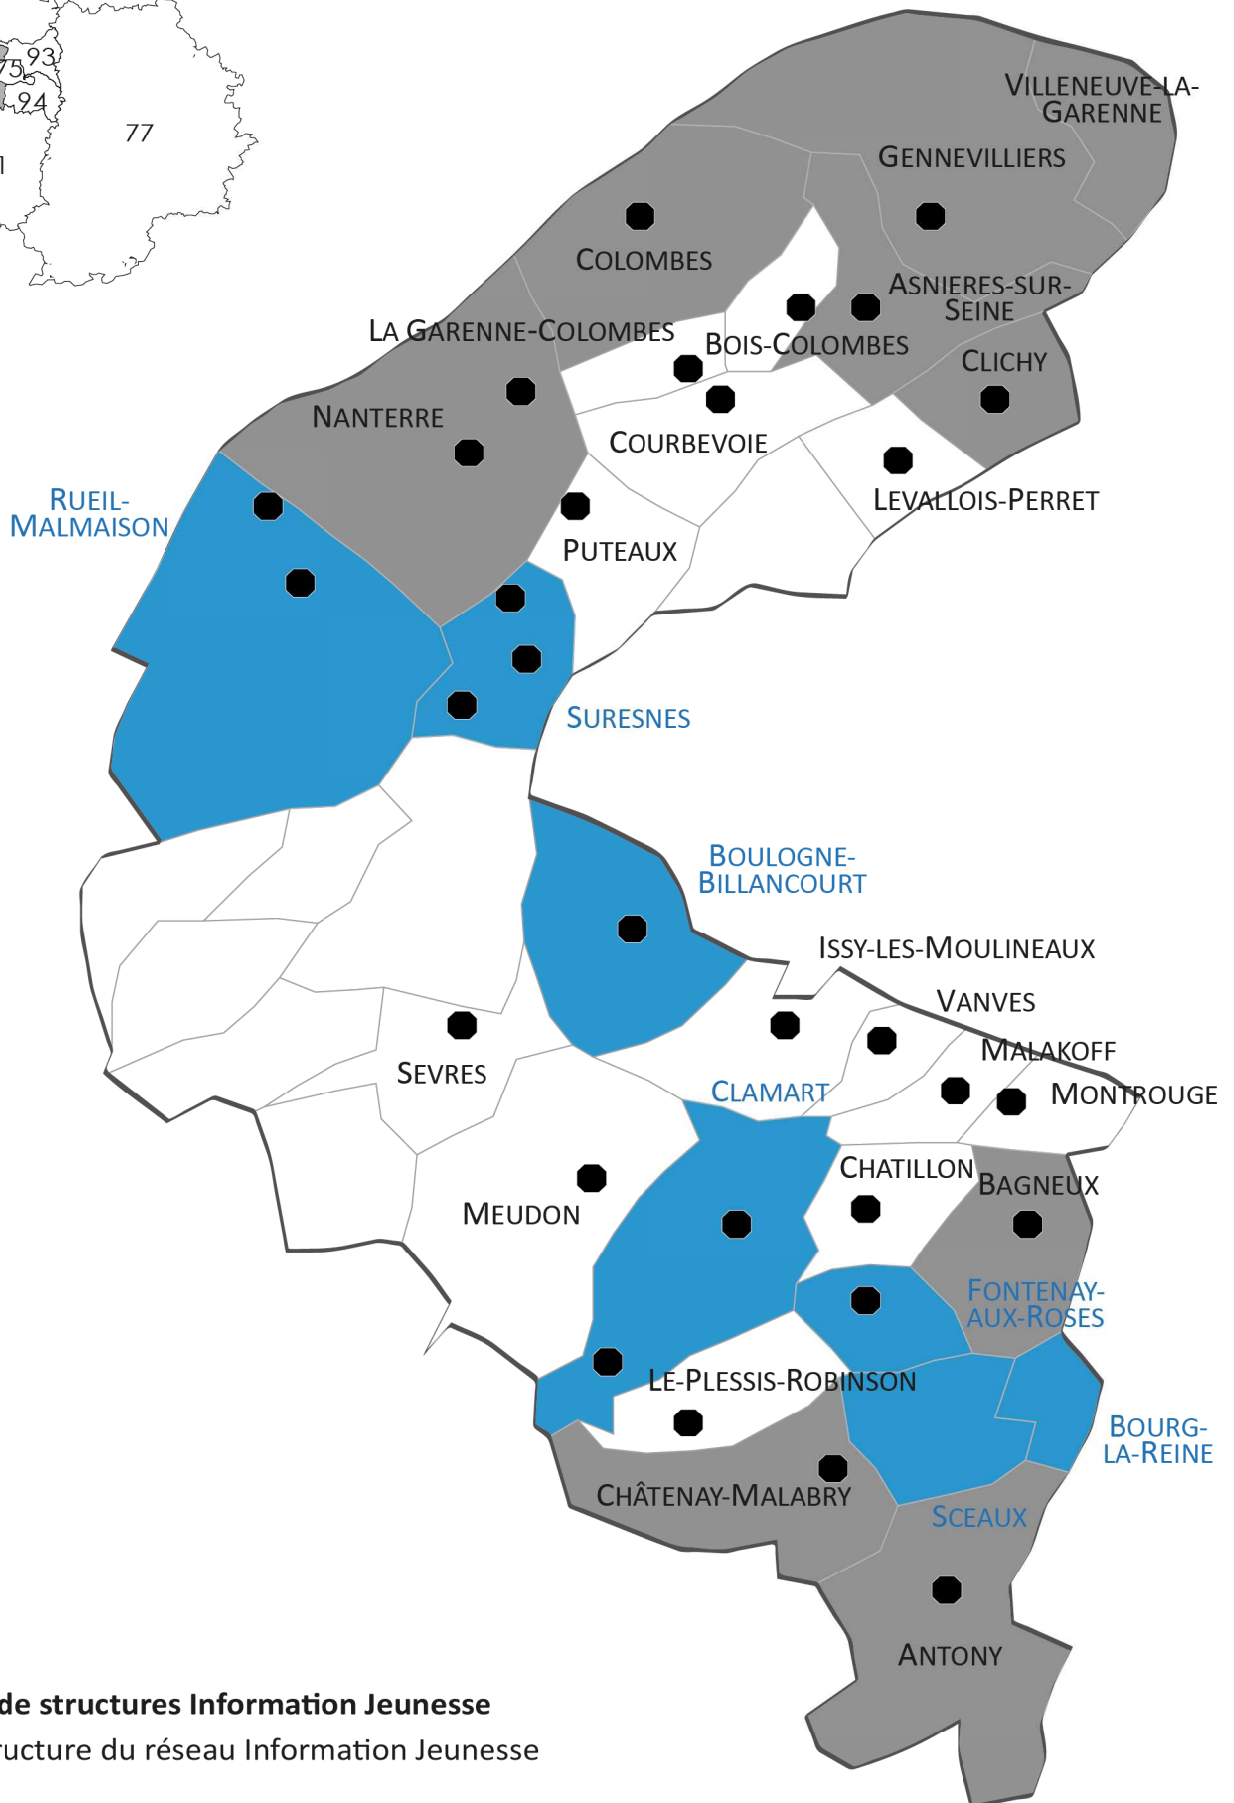 93
75
94
77
VILLENEUVE-LA-
GARENNE
GENNEVILLIERS
COLOMBES
ASNIERES-SUR-
SEINE
LA GARENNE-COLOMBES
BOIS-COLOMBES
CLICHY
NANTERRE
COURBEVOIE
RUEIL-
MALMAISON
LEVALLOIS-PERRET
PUTEAUX
SURESNES
BOULOGNE-
BILLANCOURT
ISSY-LES-MOULINEAUX
VANVES
MALAKOFF
SEVRES
CLAMART
MONTROUGE
CHATILLON
BAGNEUX
MEUDON
FONTENAY-
AUX-ROSES
LE-PLESSIS-ROBINSON
BOURG-
LA-REINE
CHÂTENAY-MALABRY
SCEAUX
ANTONY
de structures Information Jeunesse
ructure du réseau Information Jeunesse